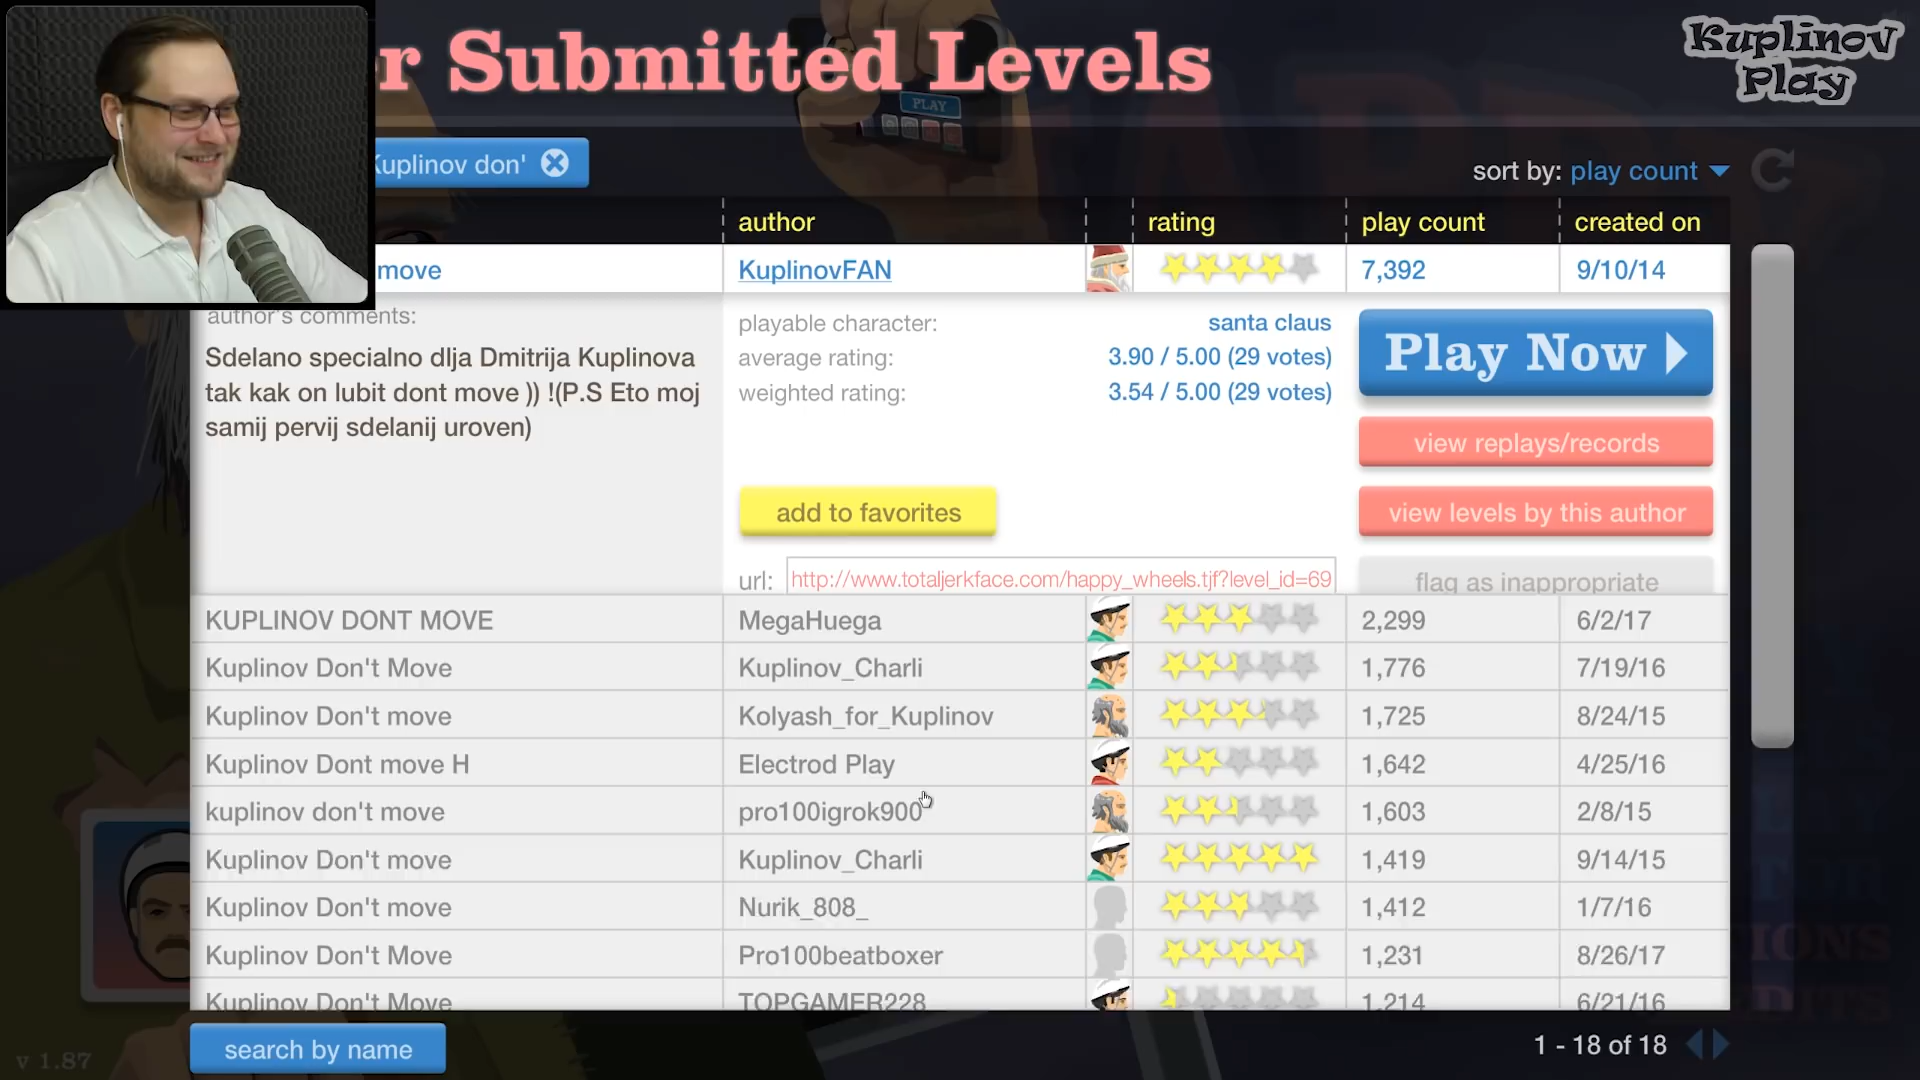 r Submitted Levels
Kuplinov
Play
PLAY
Kuplinov don'
sort by: play count
author
rating
play count
created on
move
KuplinovFAN
7,392
9/10/14
author's comments:
Sdelano specialno dlja Dmitrija Kuplinova
tak kak on lubit dont move )) !(P.S Eto moj
samij pervij sdelanij uroven)
playable character: santa claus
average rating: 3.90 / 5.00 (29 votes)
weighted rating: 3.54 / 5.00 (29 votes)
Play Now
view replays/records
add to favorites
view levels by this author
url: http://www.totaljerkface.com/happy_wheels.tjf?level_id=69
flag as inappropriate
KUPLINOV DONT MOVE MegaHuega 2,299 6/2/17
Kuplinov Don't Move Kuplinov_Charli 1,776 7/19/16
Kuplinov Don't move Kolyash_for_Kuplinov 1,725 8/24/15
Kuplinov Dont move H Electrod Play 1,642 4/25/16
kuplinov don't move pro100igrok900 1,603 2/8/15
Kuplinov Don't move Kuplinov_Charli 1,419 9/14/15
Kuplinov Don't move Nurik_808_ 1,412 1/7/16
Kuplinov Don't Move Pro100beatboxer 1,231 8/26/17
Kuplinov Don't Move TOPGAMER228 1,214 6/21/16
search by name
1 - 18 of 18
v 1.87